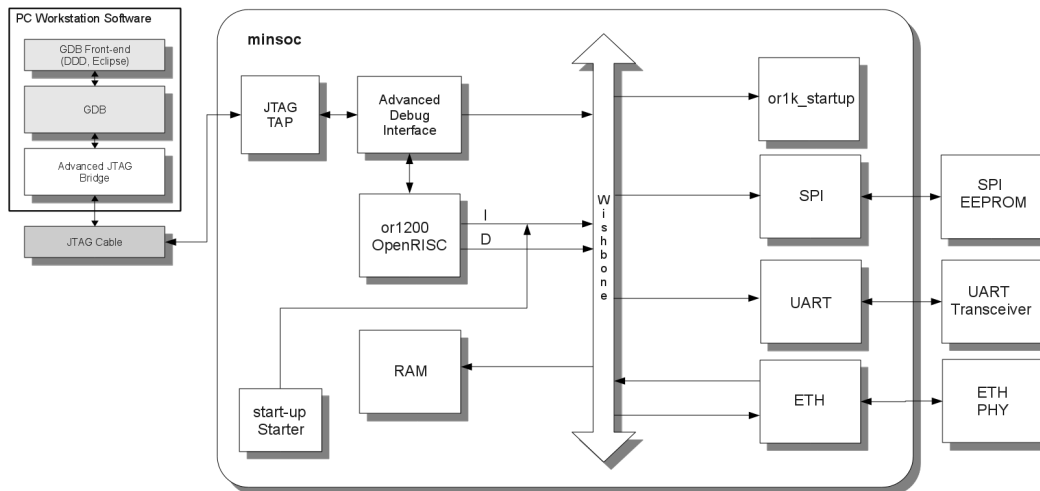 PC Workstation Software
GDB Front-end
(DDD, Eclipse)
GDB
Advanced JTAG
Bridge
JTAG Cable
minsoc
JTAG
TAP
Advanced
Debug
Interface
or1200
OpenRISC
I
D
RAM
start-up
Starter
Wishbone
or1k_startup
SPI
UART
ETH
SPI
EEPROM
UART
Transceiver
ETH
PHY